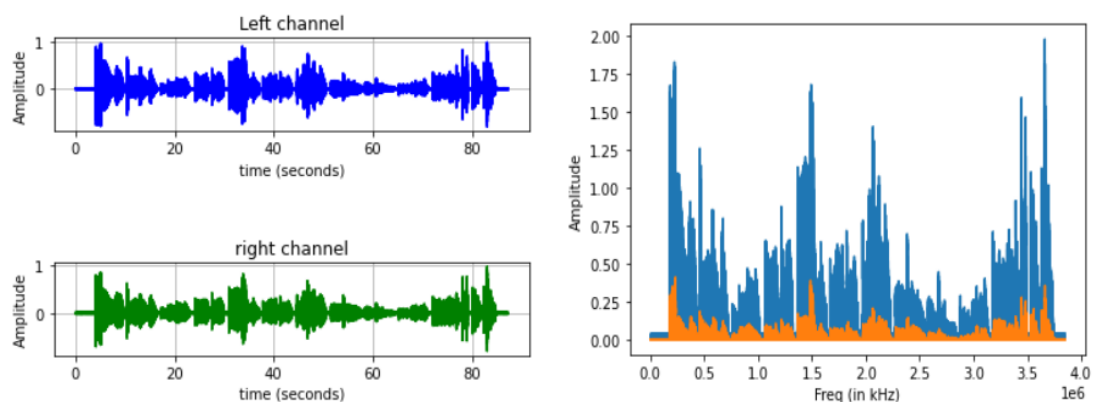 Left channel
1
0
Amplitude
0 20 40 60 80
time (seconds)
right channel
1
0
Amplitude
0 20 40 60 80
time (seconds)
2.00
1.75
1.50
1.25
1.00
0.75
0.50
0.25
0.00
Amplitude
0.0 0.5 1.0 1.5 2.0 2.5 3.0 3.5 4.0
Freq (in kHz)
1e6